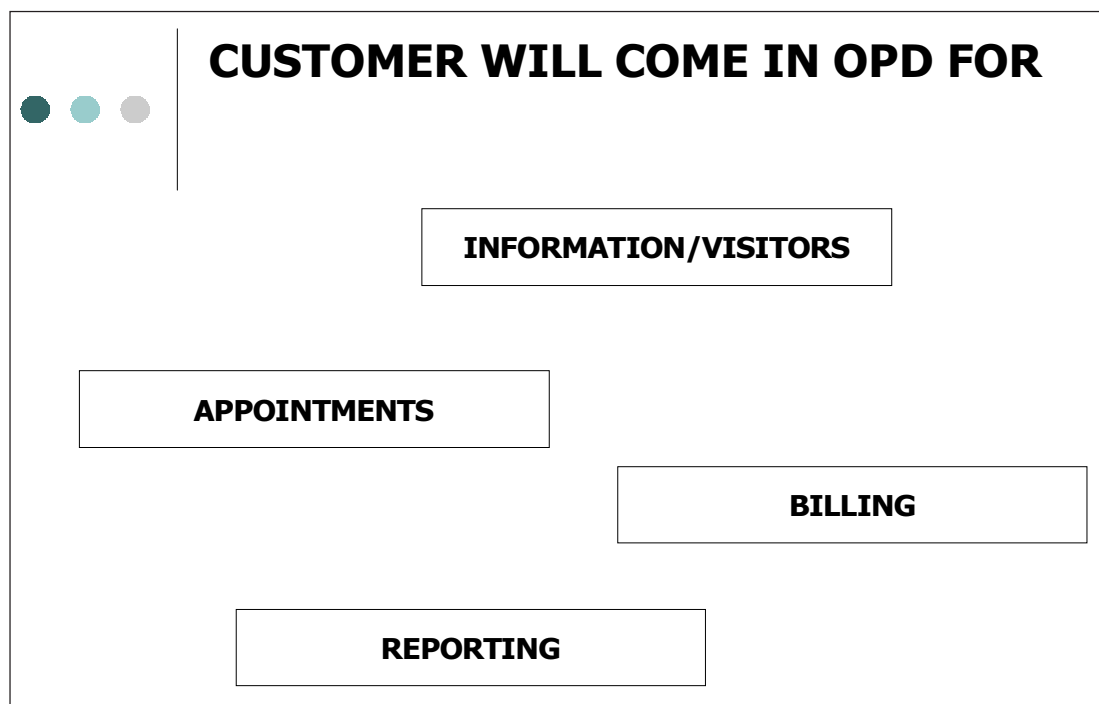 CUSTOMER WILL COME IN OPD FOR
INFORMATION/VISITORS
APPOINTMENTS
BILLING
REPORTING